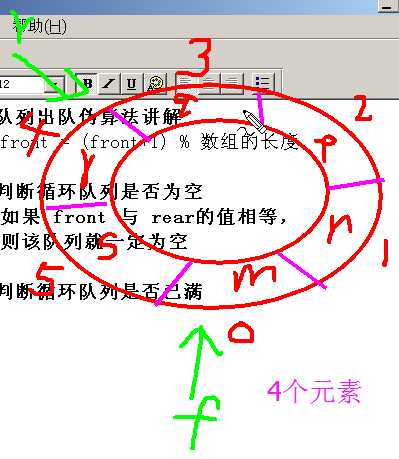 帮助(H)
r
12
B I U
3
队列出队伪算法讲解
2
4
front = (front+1) % 数组的长度
y
P
判断循环队列是否为空
如果 front 与 rear的值相等，
n
1
5
S
则该队列就一定为空
m
判断循环队列是否已满
0
4个元素
f